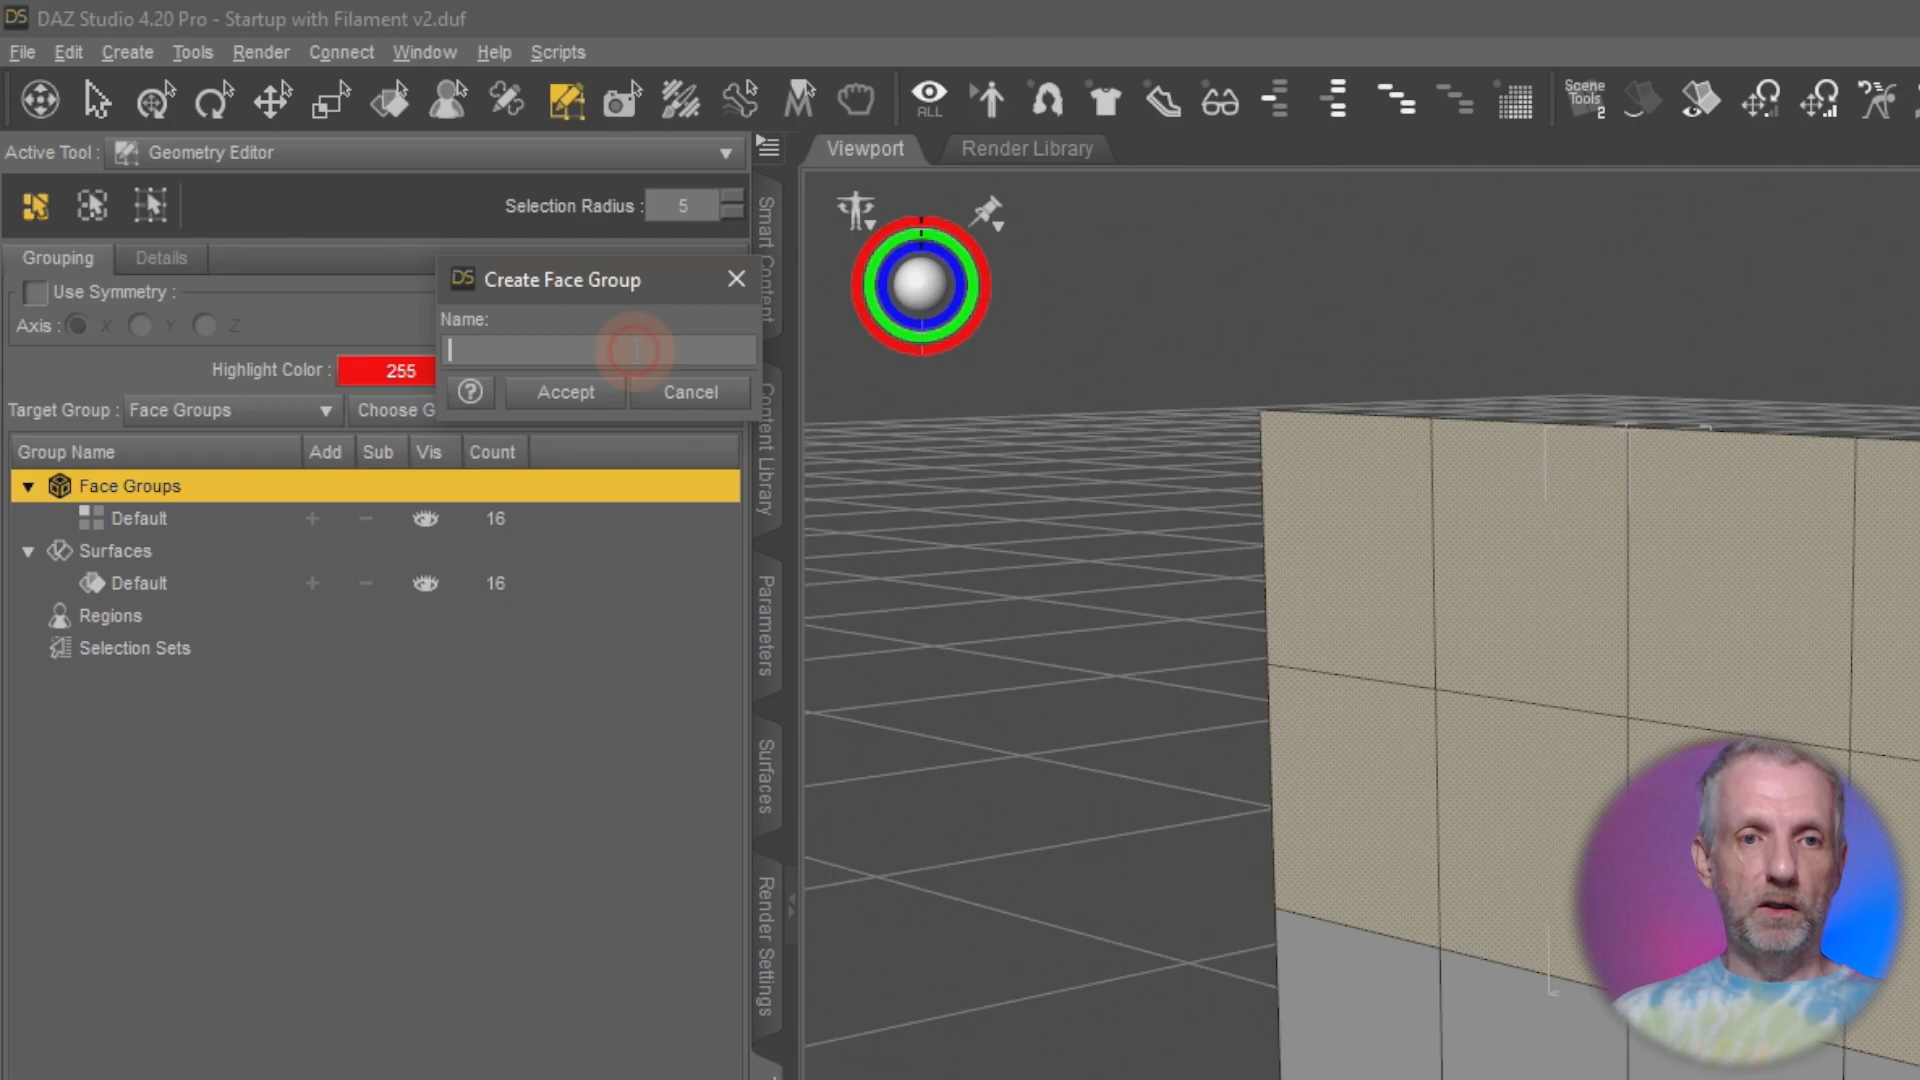 DS DAZ Studio 4.20 Pro - Startup with Filament v2.duf
File Edit Create Tools Render Connect Window Help Scripts
ALL
Scene
Tools
2
Active Tool : Geometry Editor
Viewport
Render Library
Selection Radius : 5
Grouping
Details
Use Symmetry :
Axis : X Y Z
Highlight Color : 255
Target Group : Face Groups
Choose G
DS Create Face Group
Name:
Accept
Cancel
Group Name Add Sub Vis Count
Face Groups
Default + − 16
Surfaces
Default + − 16
Regions
Selection Sets
Smart Content
Content Library
Parameters
Surfaces
Render Settings